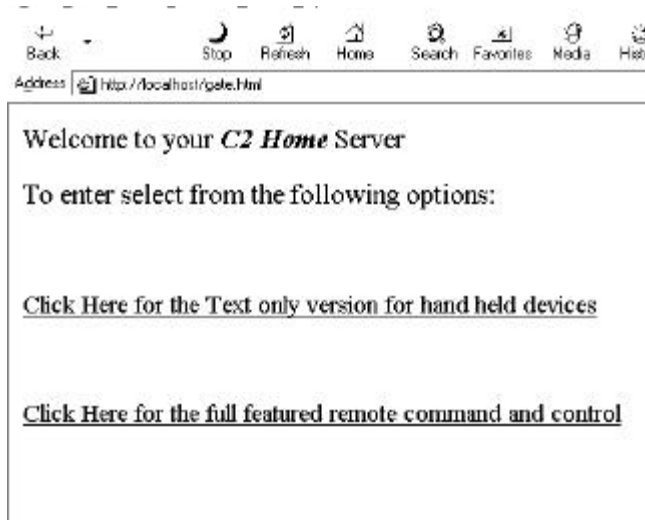 Back Stop Refresh Home Search Favorites Media
Address http://localhost/gate.html
Welcome to your C2 Home Server
To enter select from the following options:
Click Here for the Text only version for hand held devices
Click Here for the full featured remote command and control